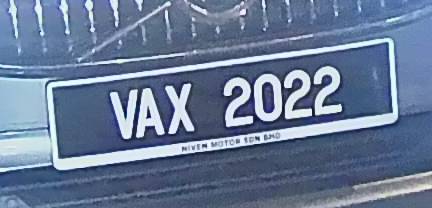 VAX 2022
NIVEN MOTOR SDN BHD